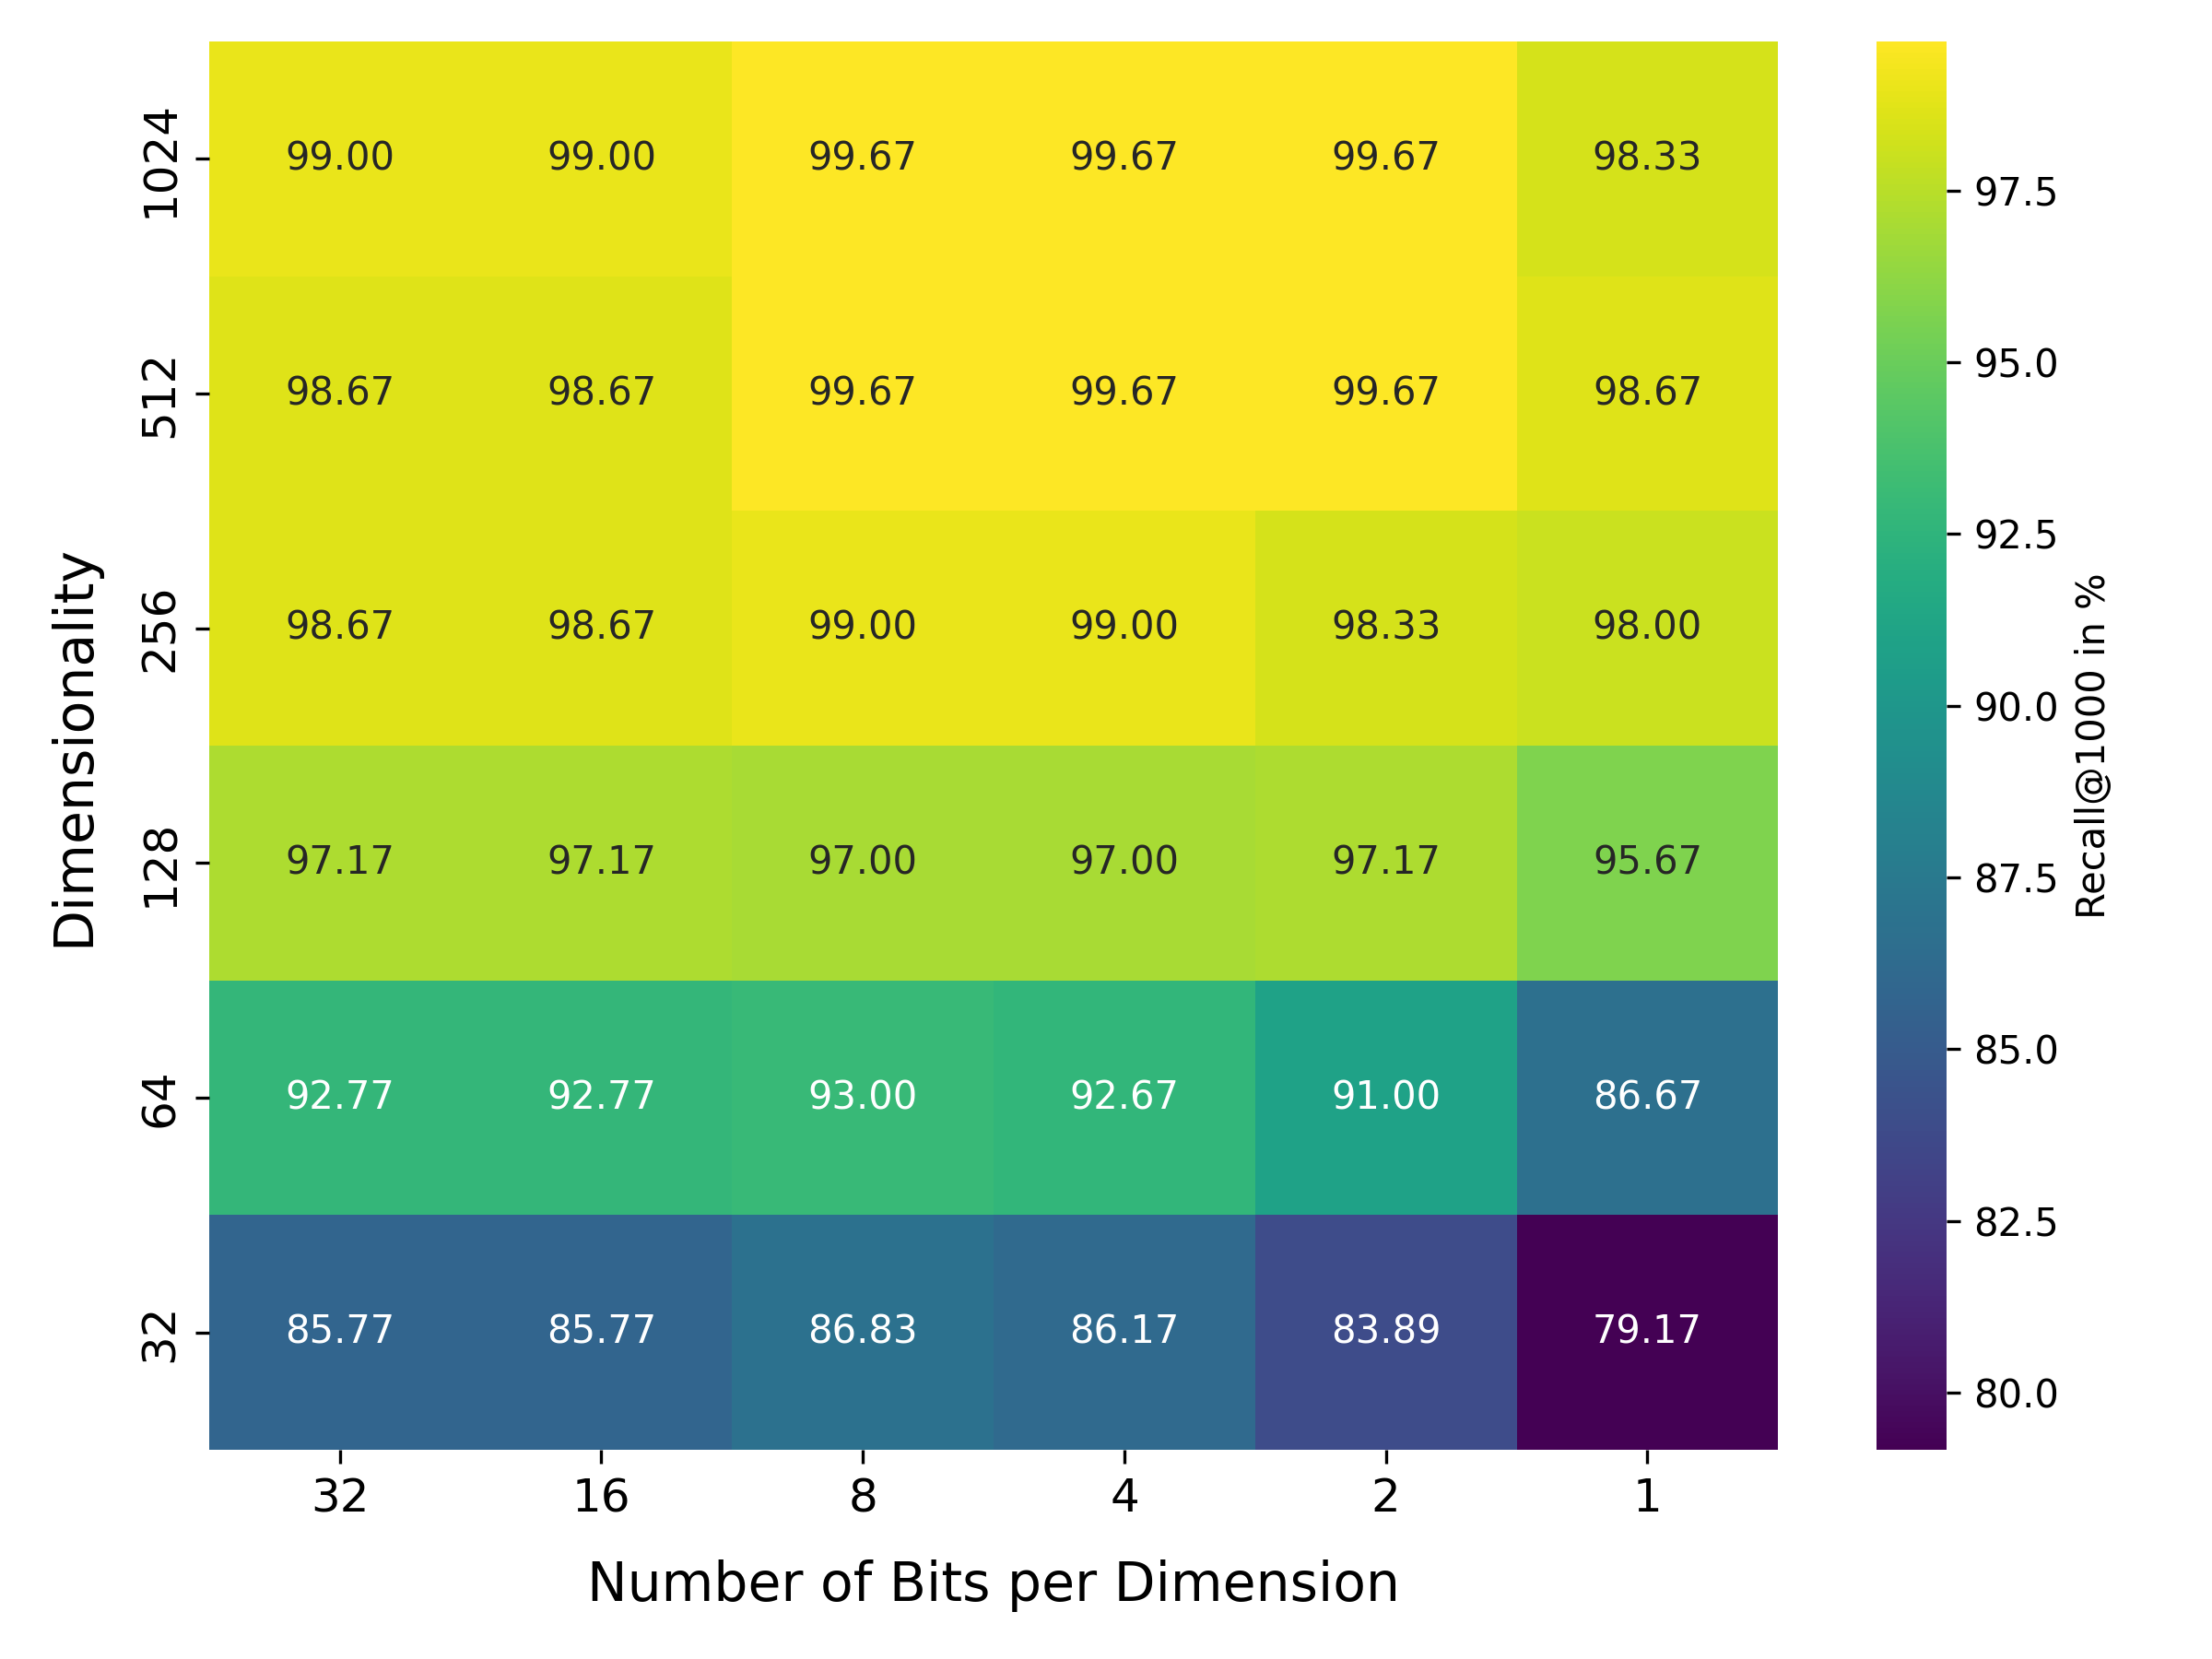 1024 99.00 99.00 99.67 99.67 99.67 98.33
512 98.67 98.67 99.67 99.67 99.67 98.67
256 98.67 98.67 99.00 99.00 98.33 98.00
128 97.17 97.17 97.00 97.00 97.17 95.67
64 92.77 92.77 93.00 92.67 91.00 86.67
32 85.77 85.77 86.83 86.17 83.89 79.17
32 16 8 4 2 1
Dimensionality
Number of Bits per Dimension
97.5
95.0
92.5
90.0
87.5
85.0
82.5
80.0
Recall@1000 in %